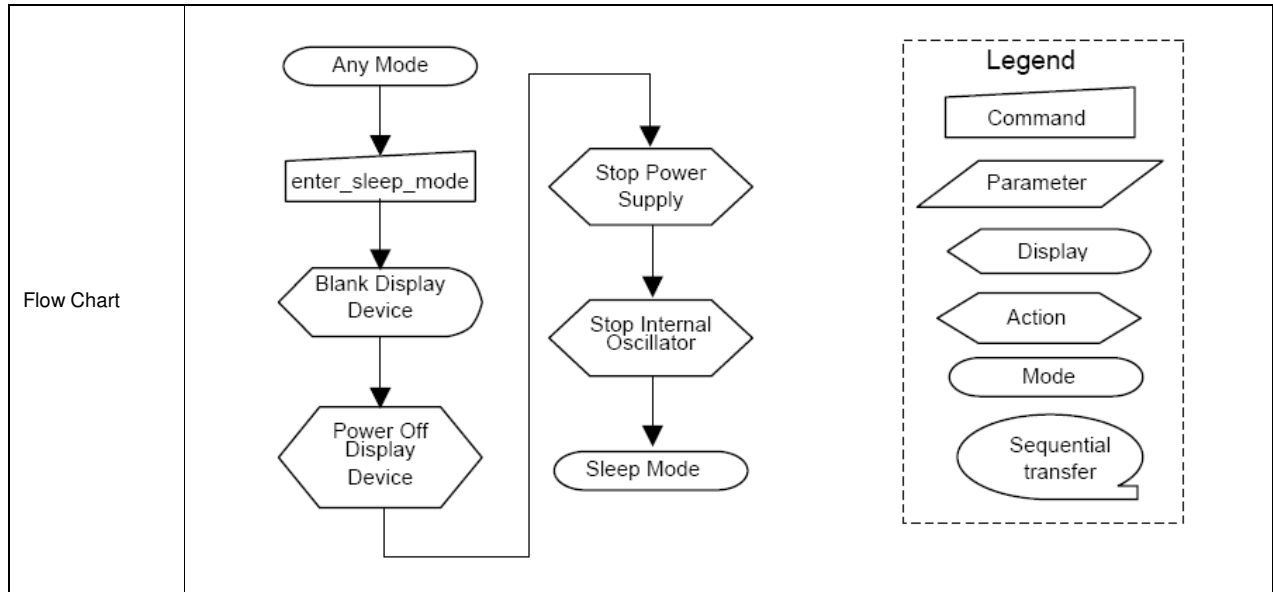 Flow Chart
Any Mode
enter_sleep_mode
Blank Display
Device
Power Off
Display
Device
Stop Power
Supply
Stop Internal
Oscillator
Sleep Mode
Legend
Command
Parameter
Display
Action
Mode
Sequential
transfer